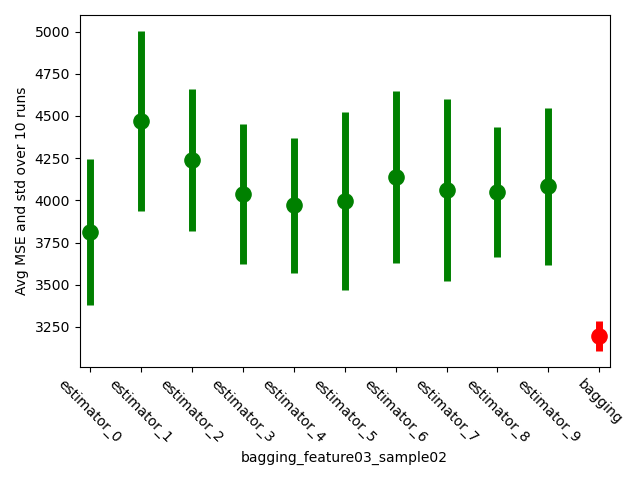 Avg MSE and std over 10 runs
5000
4750
4500
4250
4000
3750
3500
3250
estimator_0
estimator_1
estimator_2
estimator_3
estimator_4
estimator_5
estimator_6
estimator_7
estimator_8
estimator_9
bagging
bagging_feature03_sample02